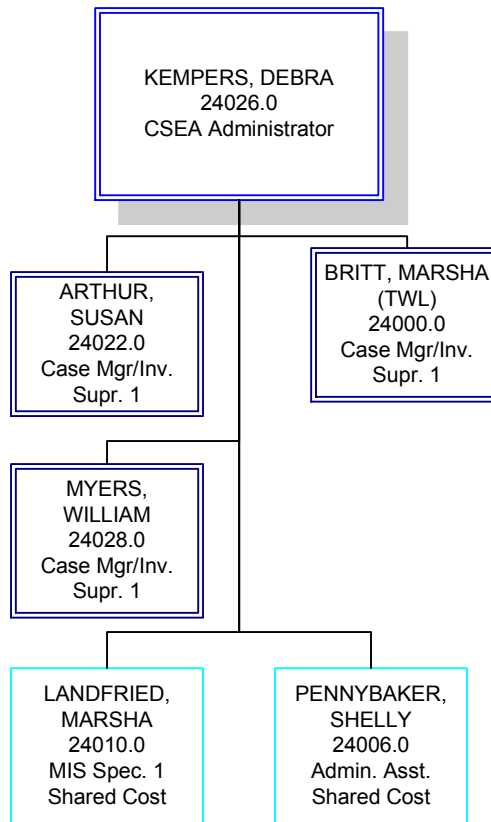 KEMPERS, DEBRA
24026.0
CSEA Administrator
ARTHUR,
SUSAN
24022.0
Case Mgr/Inv.
Supr. 1
BRITT, MARSHA
(TWL)
24000.0
Case Mgr/Inv.
Supr. 1
MYERS,
WILLIAM
24028.0
Case Mgr/Inv.
Supr. 1
LANDFRIED,
MARSHA
24010.0
MIS Spec. 1
Shared Cost
PENNYBAKER,
SHELLY
24006.0
Admin. Asst.
Shared Cost